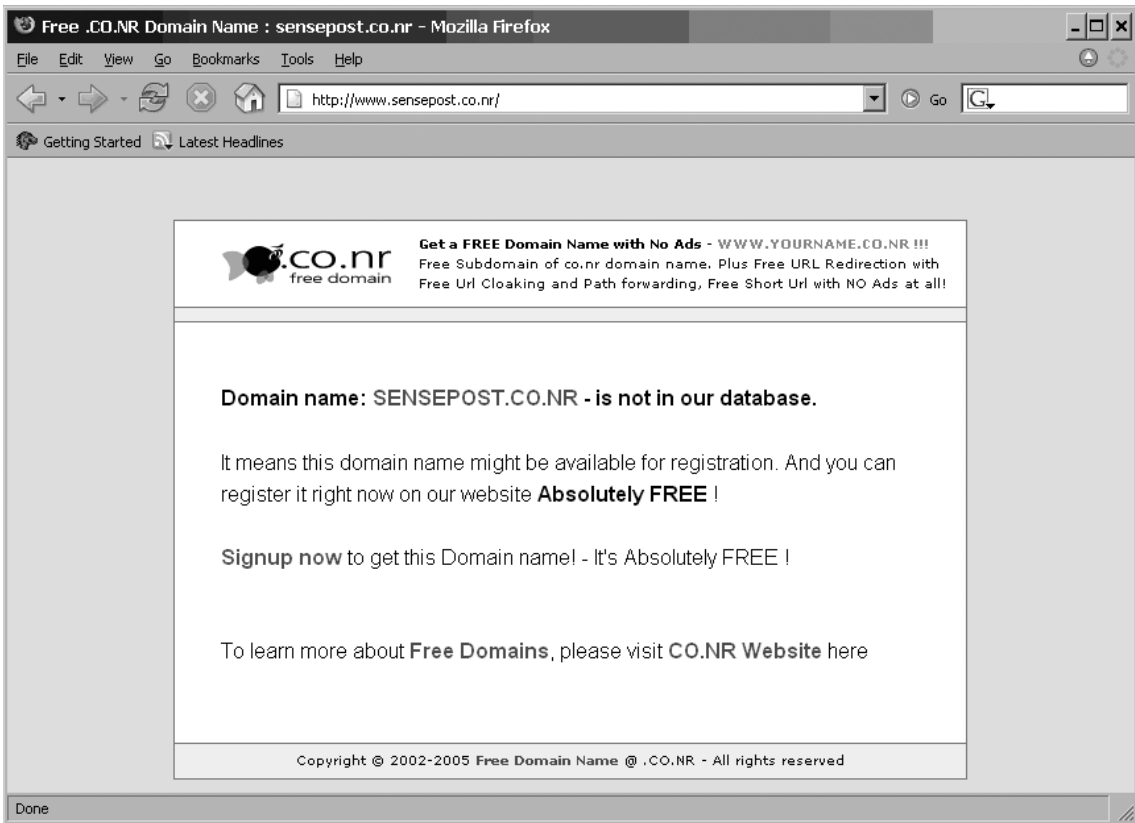 Free .CO.NR Domain Name : sensepost.co.nr - Mozilla Firefox
File Edit View Go Bookmarks Tools Help
http://www.sensepost.co.nr/ Go G
Getting Started Latest Headlines
.co.nr
free domain
Get a FREE Domain Name with No Ads - WWW.YOURNAME.CO.NR !!!
Free Subdomain of co.nr domain name. Plus Free URL Redirection with
Free Url Cloaking and Path forwarding, Free Short Url with NO Ads at all!
Domain name: SENSEPOST.CO.NR - is not in our database.
It means this domain name might be available for registration. And you can
register it right now on our website Absolutely FREE !
Signup now to get this Domain name! - It's Absolutely FREE !
To learn more about Free Domains, please visit CO.NR Website here
Copyright © 2002-2005 Free Domain Name @ .CO.NR - All rights reserved
Done